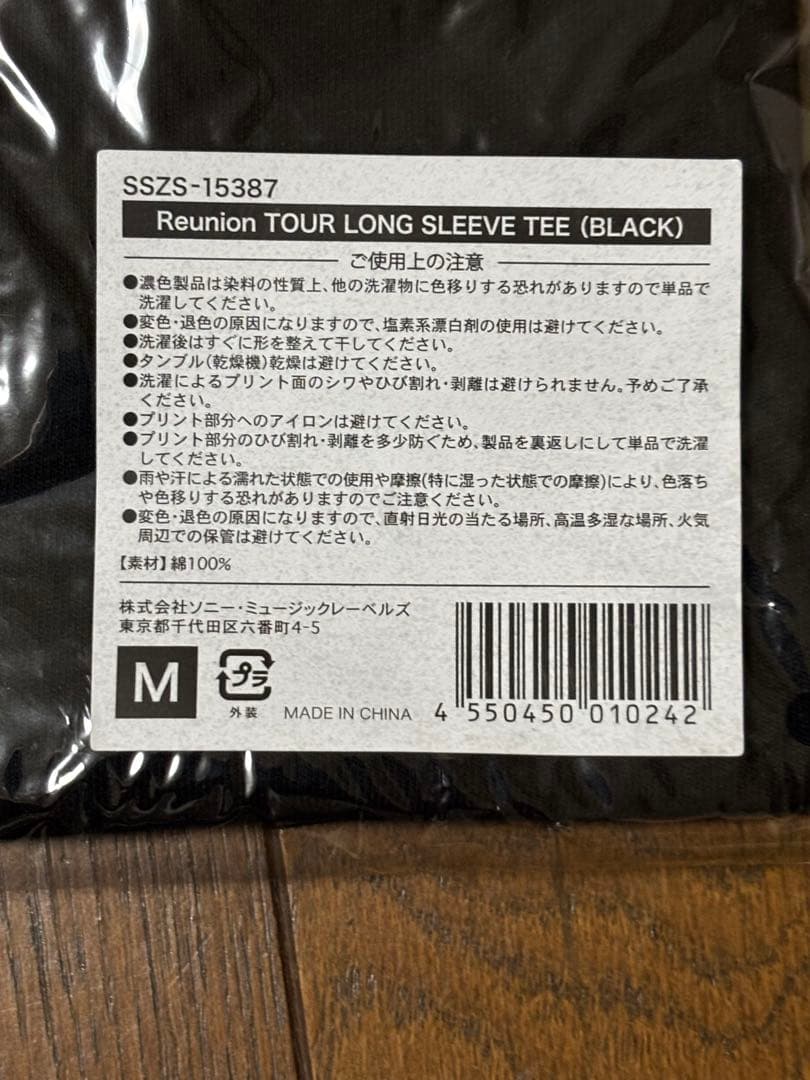 SSZS-15387
Reunion TOUR LONG SLEEVE TEE (BLACK)
ご使用上の注意
●濃色製品は染料の性質上、他の洗濯物に色移りする恐れがありますので単品で
洗濯してください。
●変色・退色の原因になりますので、塩素系漂白剤の使用は避けてください。
●洗濯後はすぐに形を整えて干してください。
●タンブル(乾燥機)乾燥は避けてください。
●洗濯によるプリント面のシワやひび割れ・剥離は避けられません。予めご了承
ください。
●プリント部分へのアイロンは避けてください。
●プリント部分のひび割れ・剥離を多少防ぐため、製品を裏返しにして単品で洗濯
してください。
●雨や汗による濡れた状態での使用や摩擦(特に湿った状態での摩擦)により、色落ち
や色移りする恐れがありますのでご注意ください。
●変色・退色の原因になりますので、直射日光の当たる場所、高温多湿な場所、火気
周辺での保管は避けてください。
【素材】綿100%
株式会社ソニー・ミュージックレーベルズ
東京都千代田区六番町4-5
M
プラ
外装
MADE IN CHINA
4 550450 010242